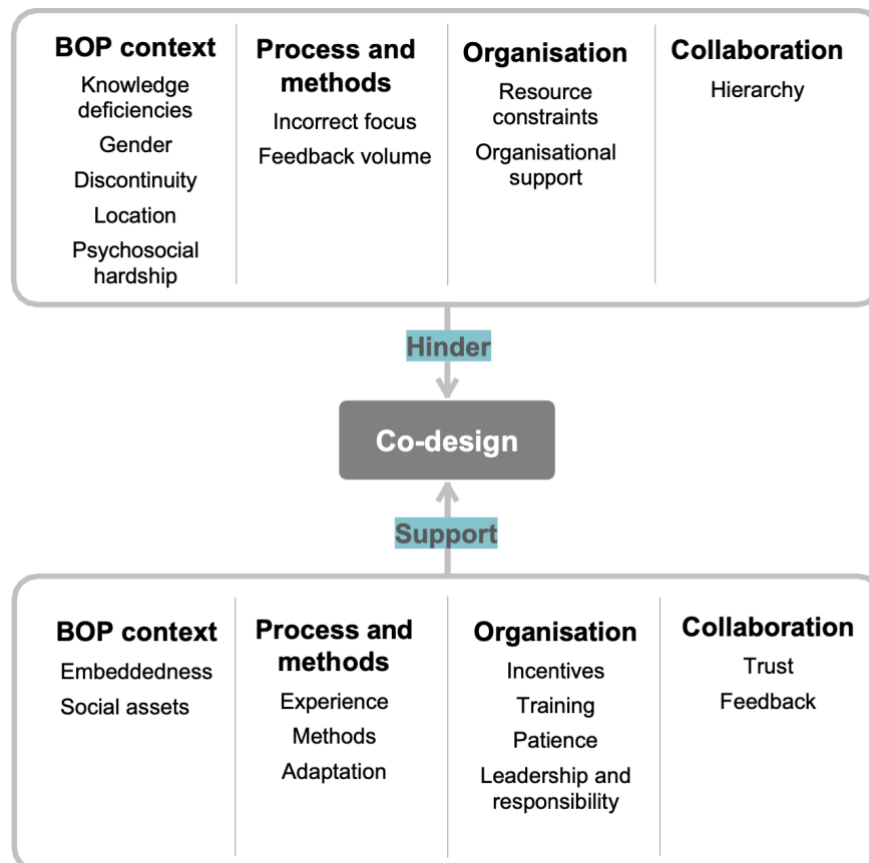 BOP context
Knowledge
deficiencies
Gender
Discontinuity
Location
Psychosocial
hardship
Process and
methods
Incorrect focus
Feedback volume
Organisation
Resource
constraints
Organisational
support
Collaboration
Hierarchy
Hinder
Co-design
Support
BOP context
Embeddedness
Social assets
Process and
methods
Experience
Methods
Adaptation
Organisation
Incentives
Training
Patience
Leadership and
responsibility
Collaboration
Trust
Feedback